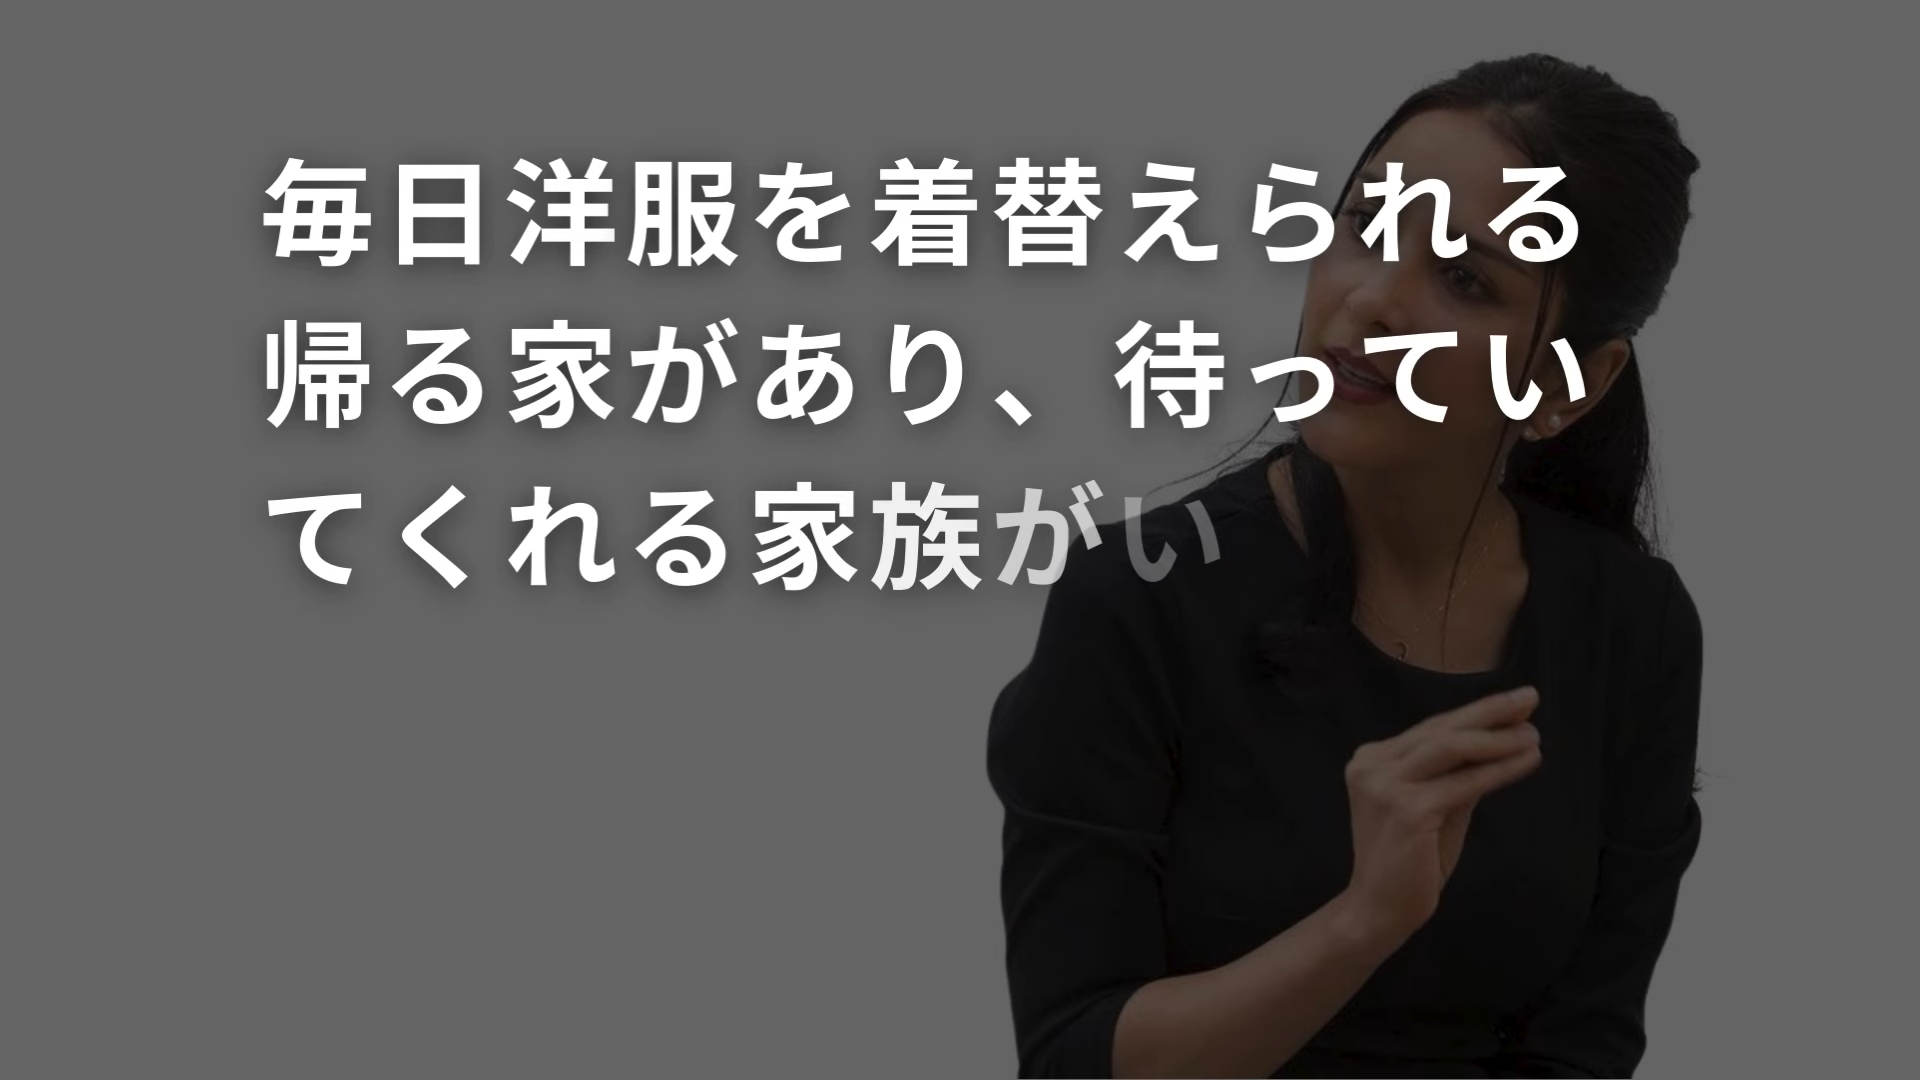 毎日洋服を着替えられる
帰る家があり、待ってい
てくれる家族がい